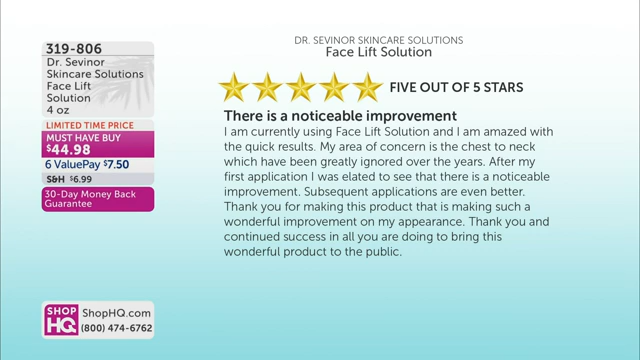 319-806
Dr. Sevinor
Skincare Solutions
Face Lift
Solution
4 oz
LIMITED TIME PRICE
MUST HAVE BUY
$44.98
6 ValuePay $7.50
S&H $6.99
30-Day Money Back
Guarantee
DR. SEVINOR SKINCARE SOLUTIONS
Face Lift Solution
FIVE OUT OF 5 STARS
There is a noticeable improvement
I am currently using Face Lift Solution and I am amazed with
the quick results. My area of concern is the chest to neck
which have been greatly ignored over the years. After my
first application I was elated to see that there is a noticeable
improvement. Subsequent applications are even better.
Thank you for making this product that is making such a
wonderful improvement on my appearance. Thank you and
continued success in all you are doing to bring this
wonderful product to the public.
SHOP
HQ
ShopHQ.com
(800) 474-6762